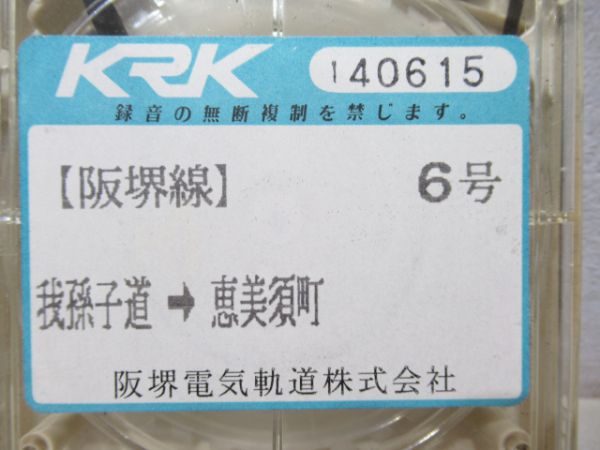 KRK 140615
録音の無断複制を禁じます。
【阪堺線】 6号
我孫子道 ➡ 恵美須町
阪堺電気軌道株式会社